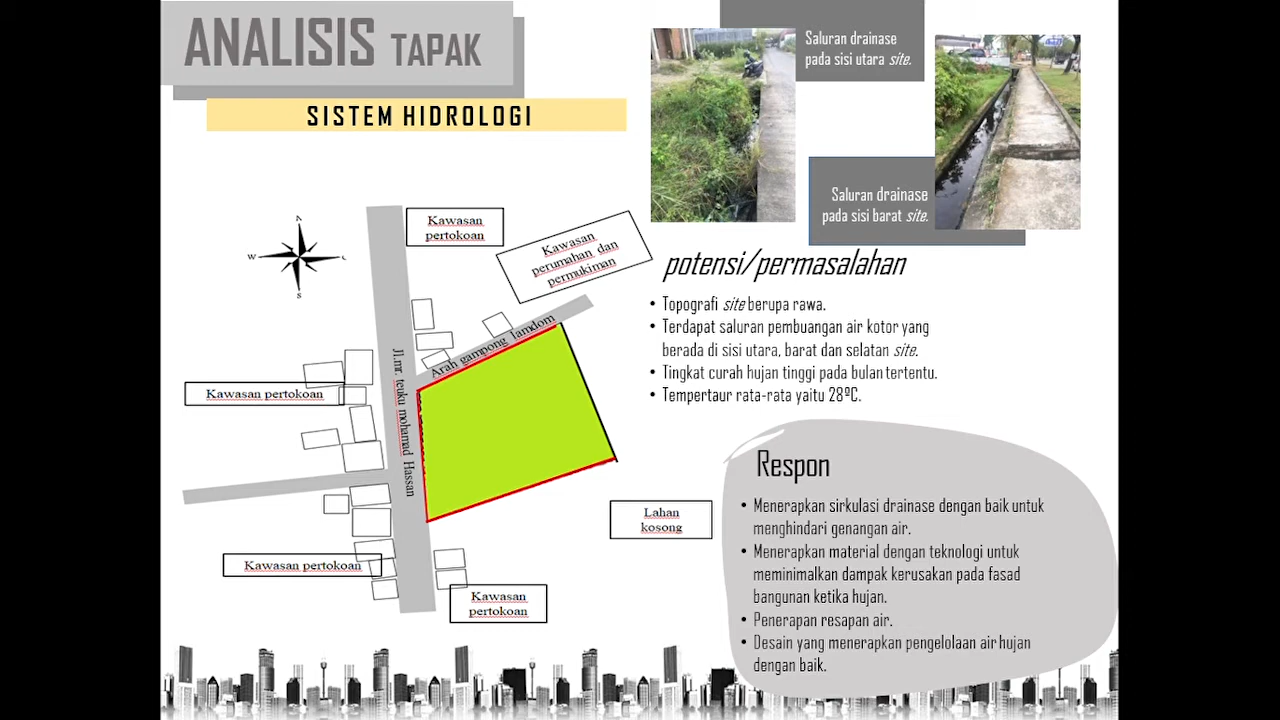 ANALISIS TAPAK
SISTEM HIDROLOGI
Saluran drainase
pada sisi utara site.
Saluran drainase
pada sisi barat site.
N
W
S
Kawasan
pertokoan
Kawasan
perumahan dan
permukiman
Arah gampong lamdom
Jl.mr. teuku mohamad Hassan
Kawasan pertokoan
Kawasan pertokoan
Lahan
kosong
Kawasan
pertokoan
potensi/permasalahan
• Topografi site berupa rawa.
• Terdapat saluran pembuangan air kotor yang
berada di sisi utara, barat dan selatan site.
• Tingkat curah hujan tinggi pada bulan tertentu.
• Tempertaur rata-rata yaitu 28ºC.
Respon
• Menerapkan sirkulasi drainase dengan baik untuk
menghindari genangan air.
• Menerapkan material dengan teknologi untuk
meminimalkan dampak kerusakan pada fasad
bangunan ketika hujan.
• Penerapan resapan air.
• Desain yang menerapkan pengelolaan air hujan
dengan baik.